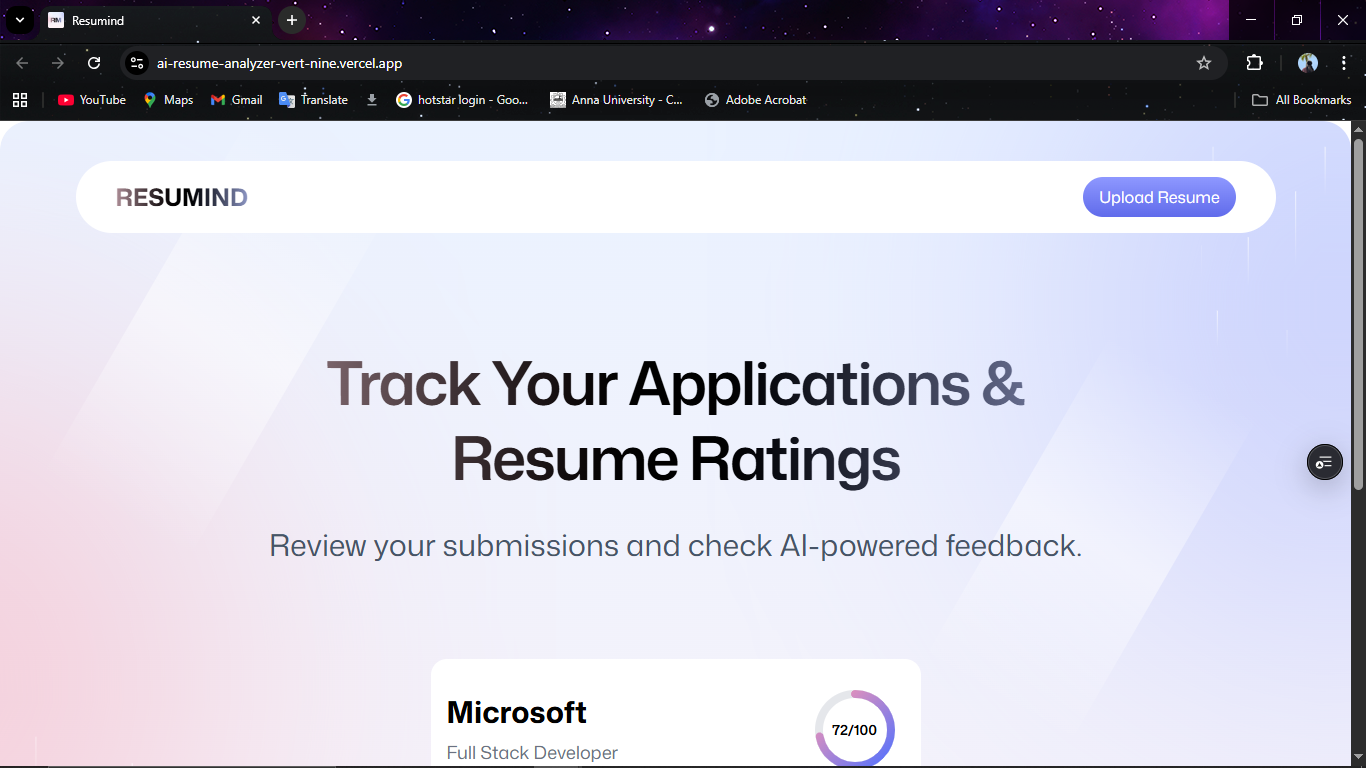 Resumind
ai-resume-analyzer-vert-nine.vercel.app
YouTube Maps Gmail Translate hotstar login - Goo... Anna University - C... Adobe Acrobat All Bookmarks
RESUMIND Upload Resume
Track Your Applications &
Resume Ratings
Review your submissions and check AI-powered feedback.
Microsoft
72/100
Full Stack Developer